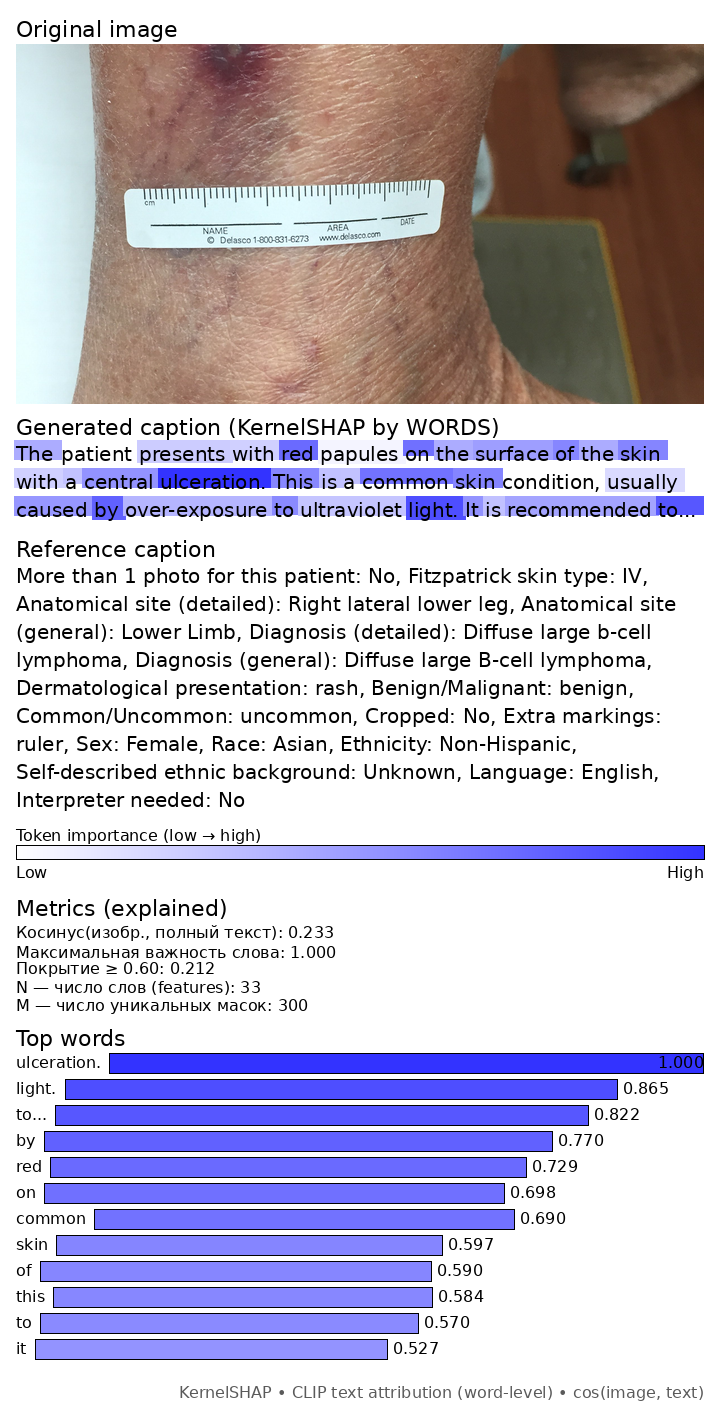 Original image
cm
NAME
AREA
DATE
© Delasco 1-800-831-6273 www.delasco.com
Generated caption (KernelSHAP by WORDS)
The patient presents with red papules on the surface of the skin
with a central ulceration. This is a common skin condition, usually
caused by over-exposure to ultraviolet light. It is recommended to...
Reference caption
More than 1 photo for this patient: No, Fitzpatrick skin type: IV,
Anatomical site (detailed): Right lateral lower leg, Anatomical site
(general): Lower Limb, Diagnosis (detailed): Diffuse large b-cell
lymphoma, Diagnosis (general): Diffuse large B-cell lymphoma,
Dermatological presentation: rash, Benign/Malignant: benign,
Common/Uncommon: uncommon, Cropped: No, Extra markings:
ruler, Sex: Female, Race: Asian, Ethnicity: Non-Hispanic,
Self-described ethnic background: Unknown, Language: English,
Interpreter needed: No
Token importance (low → high)
Low High
Metrics (explained)
Косинус(изобр., полный текст): 0.233
Максимальная важность слова: 1.000
Покрытие ≥ 0.60: 0.212
N — число слов (features): 33
M — число уникальных масок: 300
Top words
ulceration. 1.000
light. 0.865
to... 0.822
by 0.770
red 0.729
on 0.698
common 0.690
skin 0.597
of 0.590
this 0.584
to 0.570
it 0.527
KernelSHAP • CLIP text attribution (word-level) • cos(image, text)